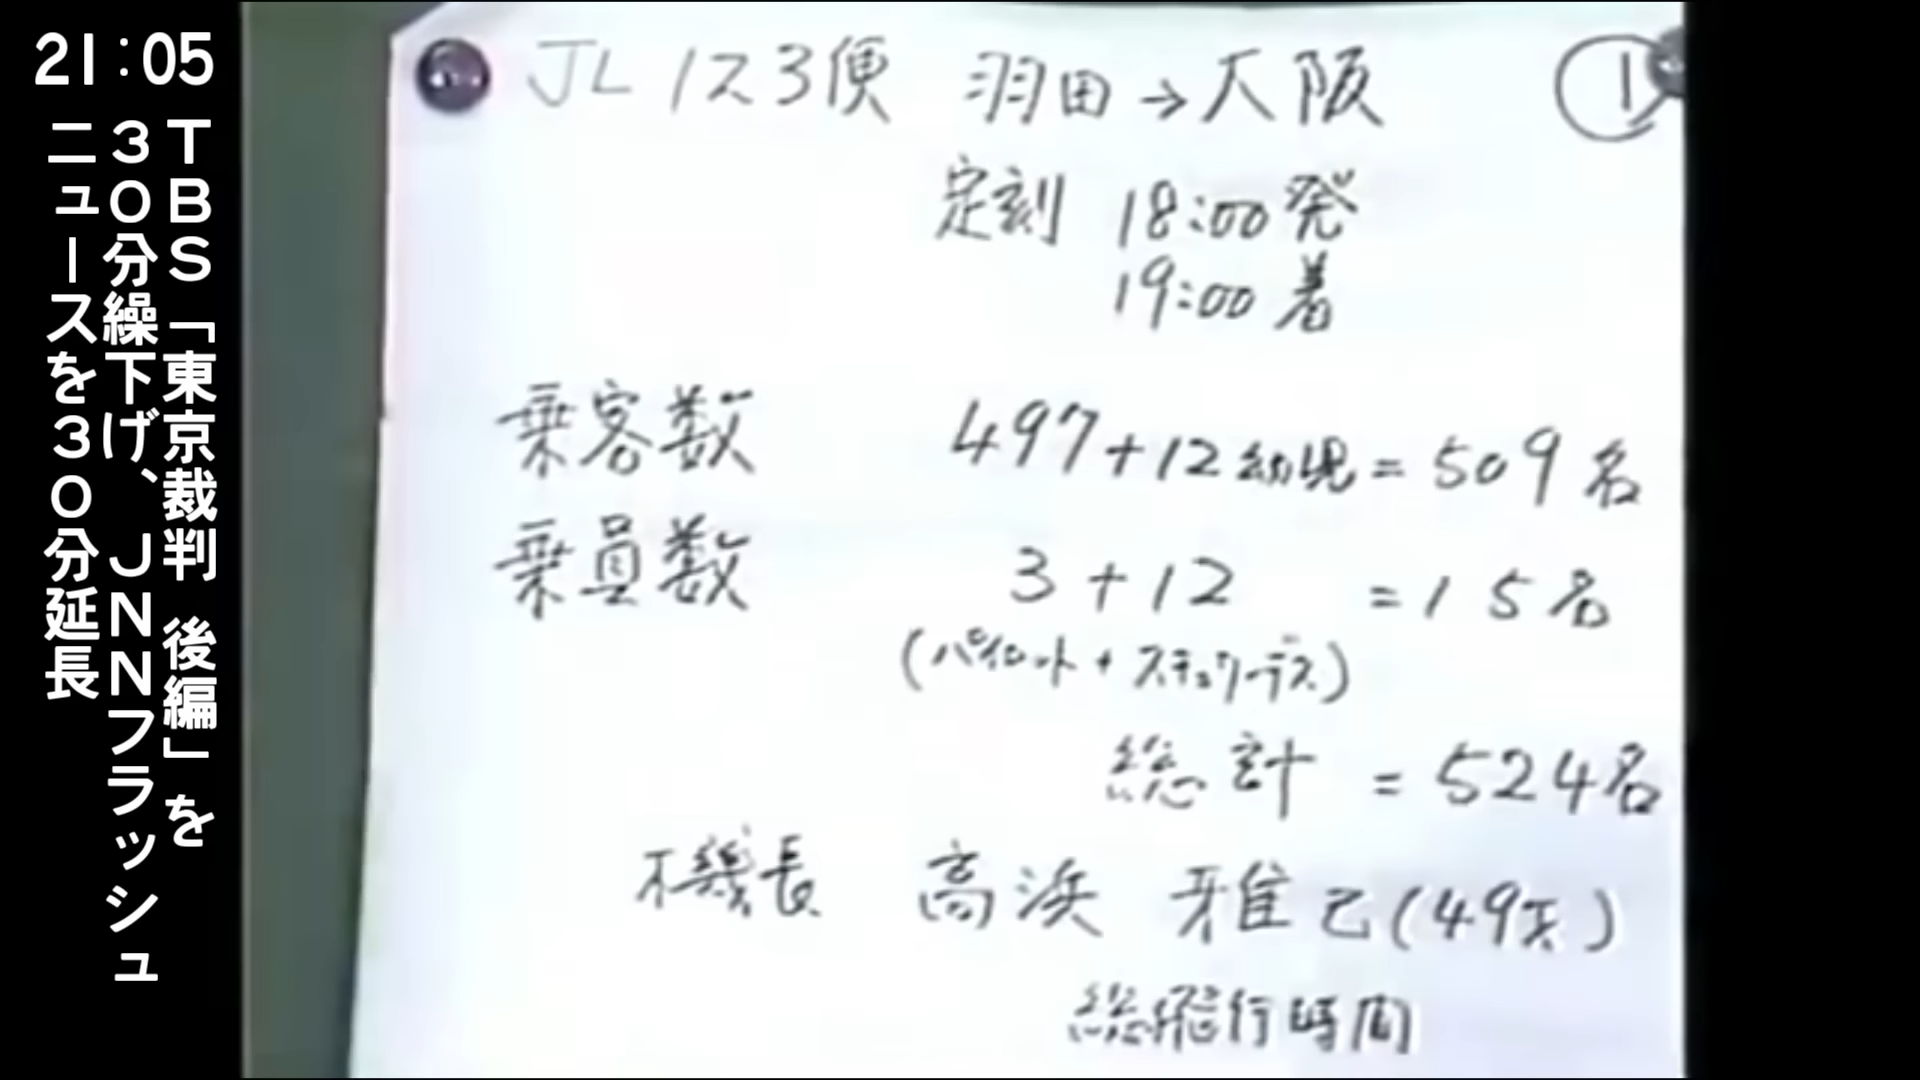 21:05
TBS「東京裁判 後編」を
30分繰下げ、JNNフラッシュ
ニュースを30分延長
JL123便 羽田→大阪
①
定刻 18:00発
19:00着
乗客数 497+12幼児=509名
乗員数 3+12 =15名
(パイロット+スチュワーデス)
総計 =524名
機長 高浜 雅己(49才)
総飛行時間